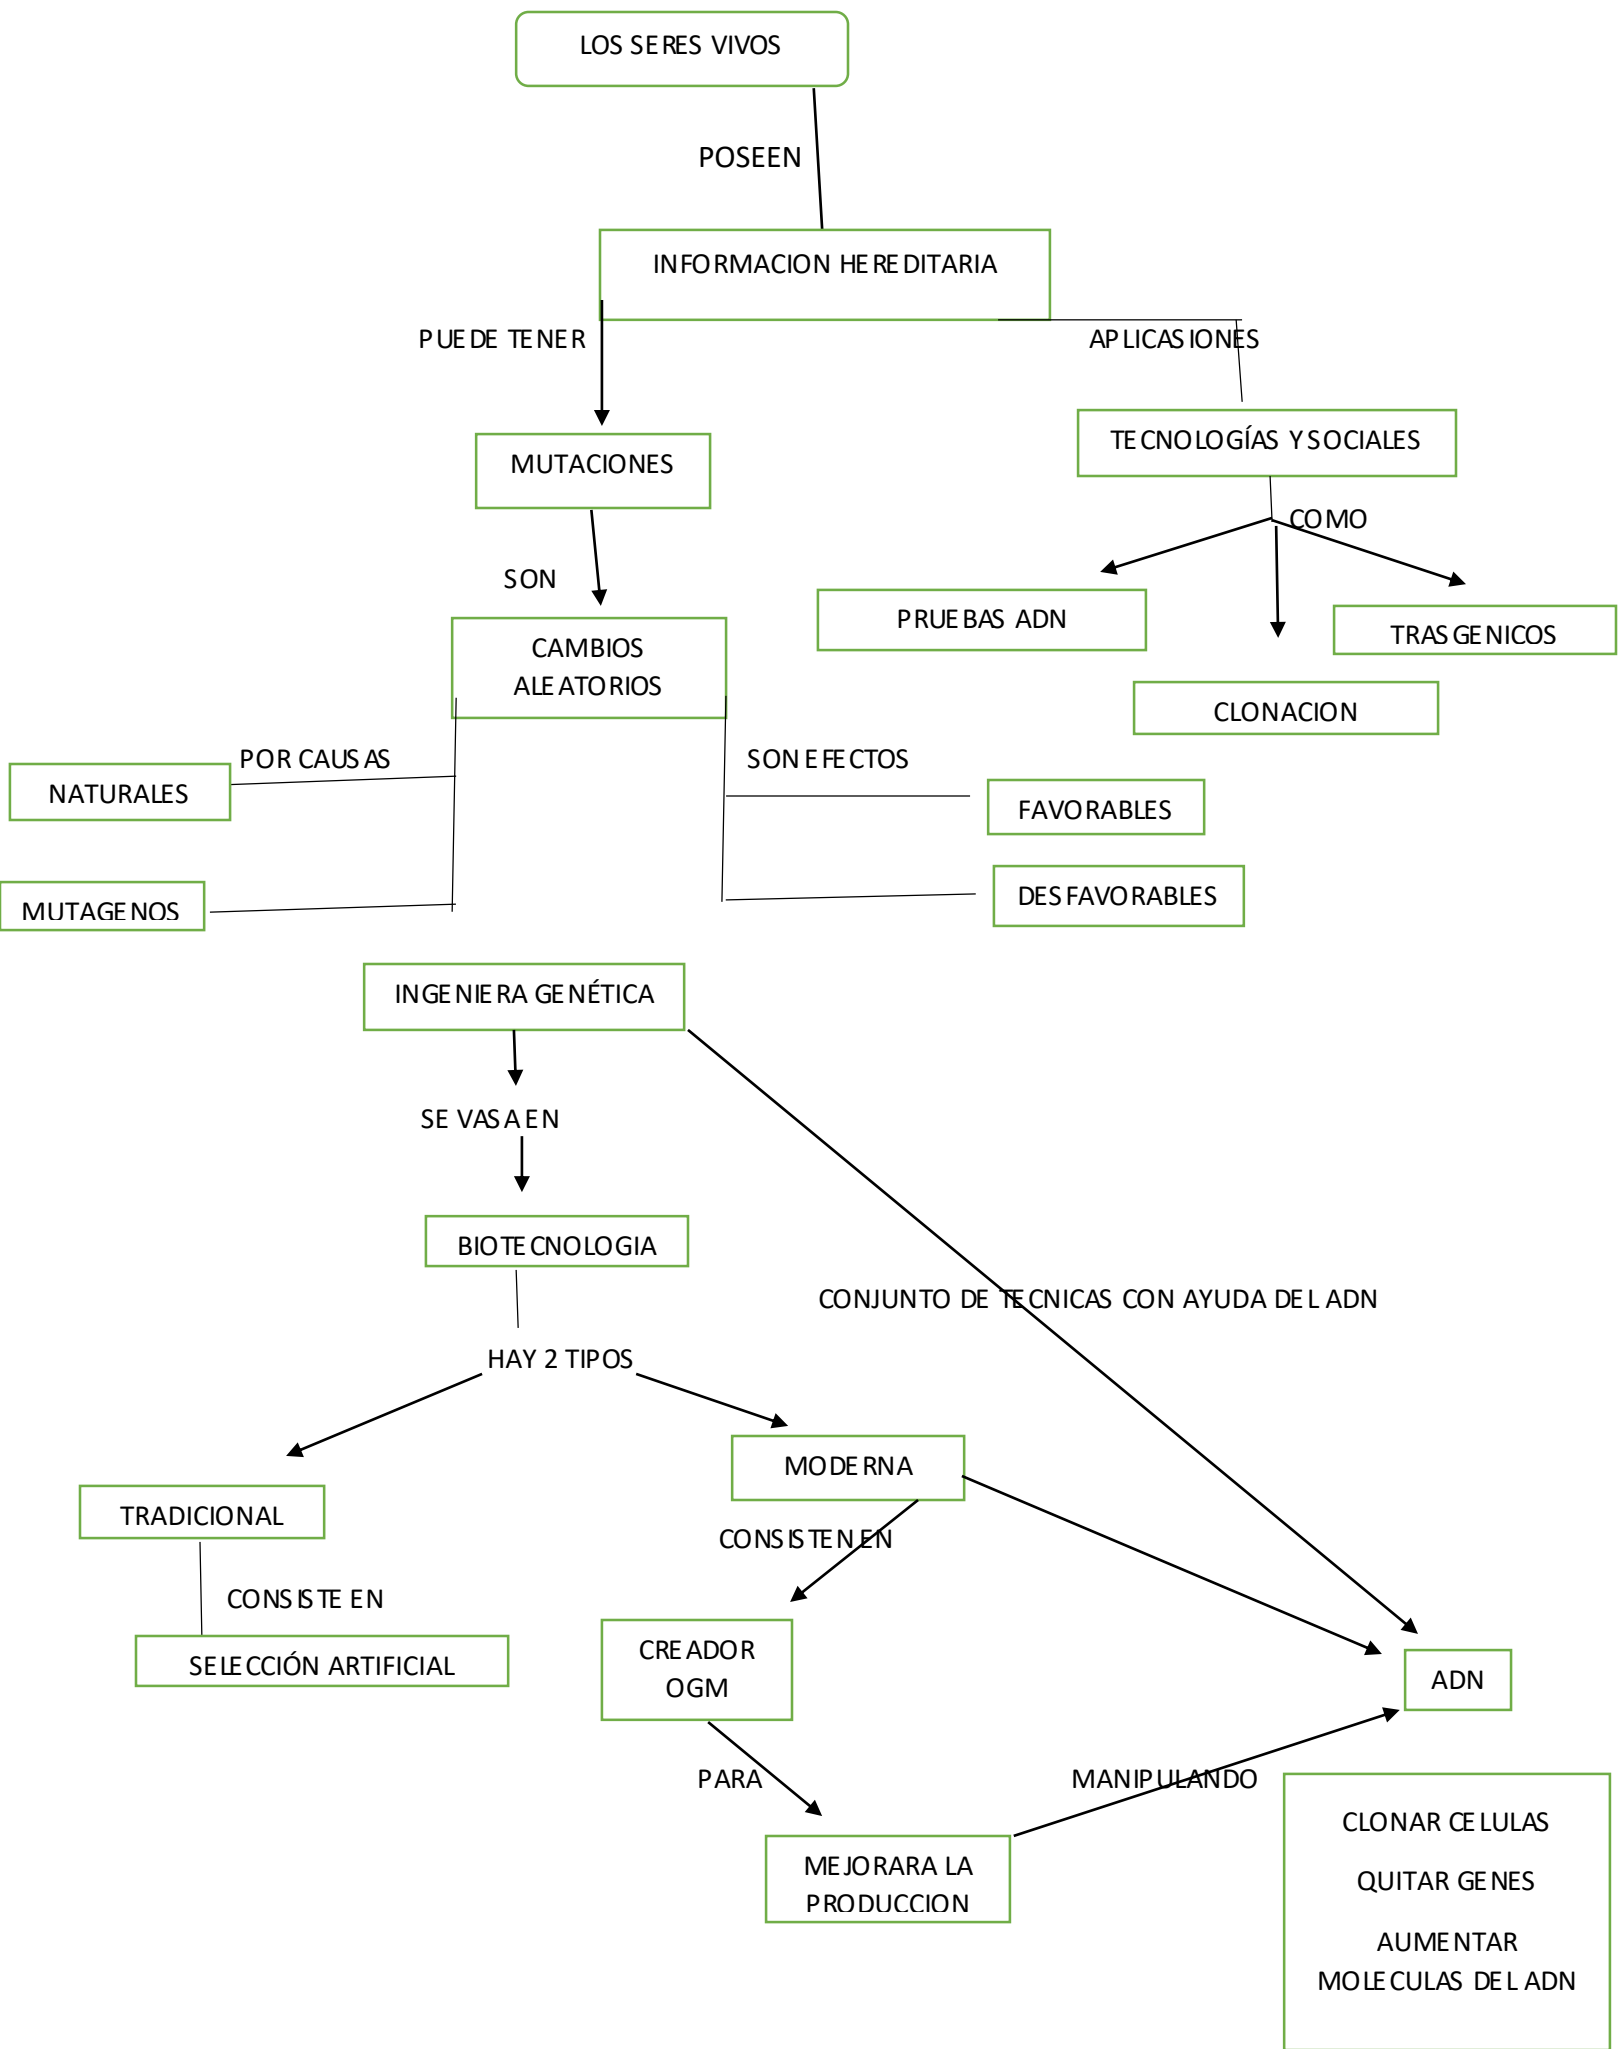 LOS SERES VIVOS
POSEEN
INFORMACION HEREDITARIA
PUEDE TENER
APLICASIONES
MUTACIONES
TECNOLOGÍAS Y SOCIALES
COMO
SON
PRUEBAS ADN
TRASGENICOS
CAMBIOS
ALEATORIOS
CLONACION
POR CAUSAS
SON EFECTOS
NATURALES
FAVORABLES
MUTAGENOS
DESFAVORABLES
INGENIERA GENÉTICA
SE VASA EN
BIOTECNOLOGIA
CONJUNTO DE TECNICAS CON AYUDA DEL ADN
HAY 2 TIPOS
MODERNA
TRADICIONAL
CONSISTEN EN
CONSISTE EN
CREADOR
OGM
SELECCIÓN ARTIFICIAL
ADN
PARA
MANIPULANDO
MEJORARA LA
PRODUCCION
CLONAR CELULAS
QUITAR GENES
AUMENTAR
MOLECULAS DEL ADN